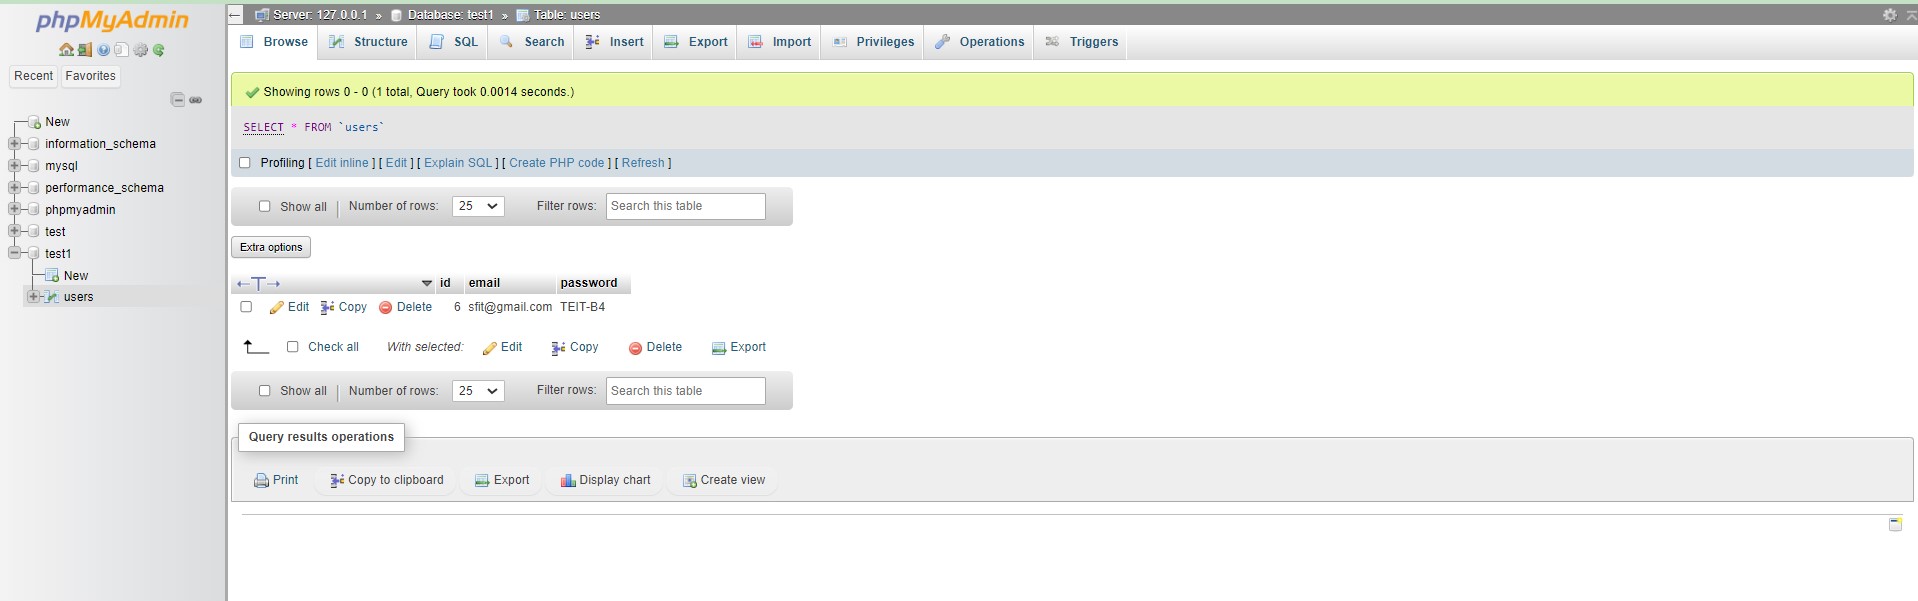 phpMyAdmin
Recent Favorites
New
information_schema
mysql
performance_schema
phpmyadmin
test
test1
New
users
Server: 127.0.0.1 » Database: test1 » Table: users
Browse Structure SQL Search Insert Export Import Privileges Operations Triggers
Showing rows 0 - 0 (1 total, Query took 0.0014 seconds.)
SELECT * FROM `users`
Profiling [ Edit inline ] [ Edit ] [ Explain SQL ] [ Create PHP code ] [ Refresh ]
Show all | Number of rows: 25 Filter rows: Search this table
Extra options
←T→ id email password
Edit Copy Delete 6 sfit@gmail.com TEIT-B4
Check all With selected: Edit Copy Delete Export
Show all | Number of rows: 25 Filter rows: Search this table
Query results operations
Print Copy to clipboard Export Display chart Create view